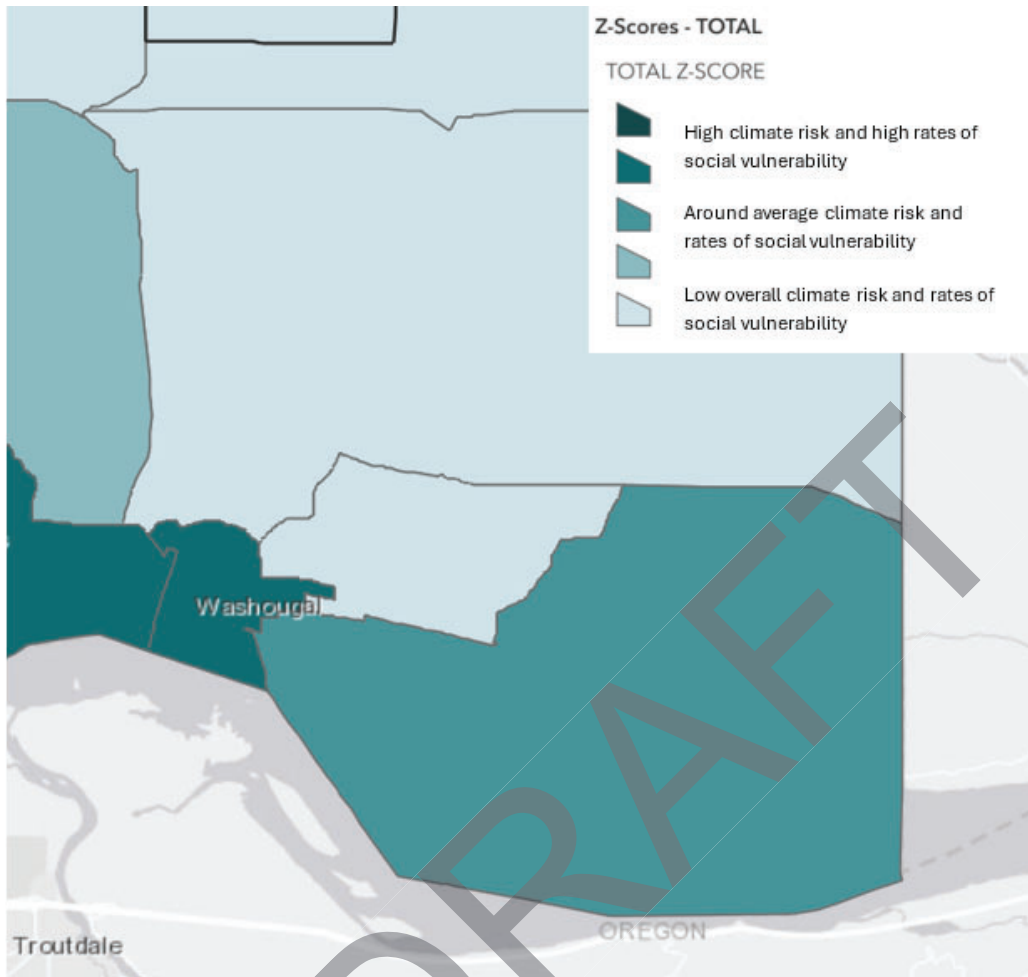 Z-Scores - TOTAL
TOTAL Z-SCORE
High climate risk and high rates of
social vulnerability
Around average climate risk and
rates of social vulnerability
Low overall climate risk and rates of
social vulnerability
s
Washougal
OREGON
Troutdale
DRAFT